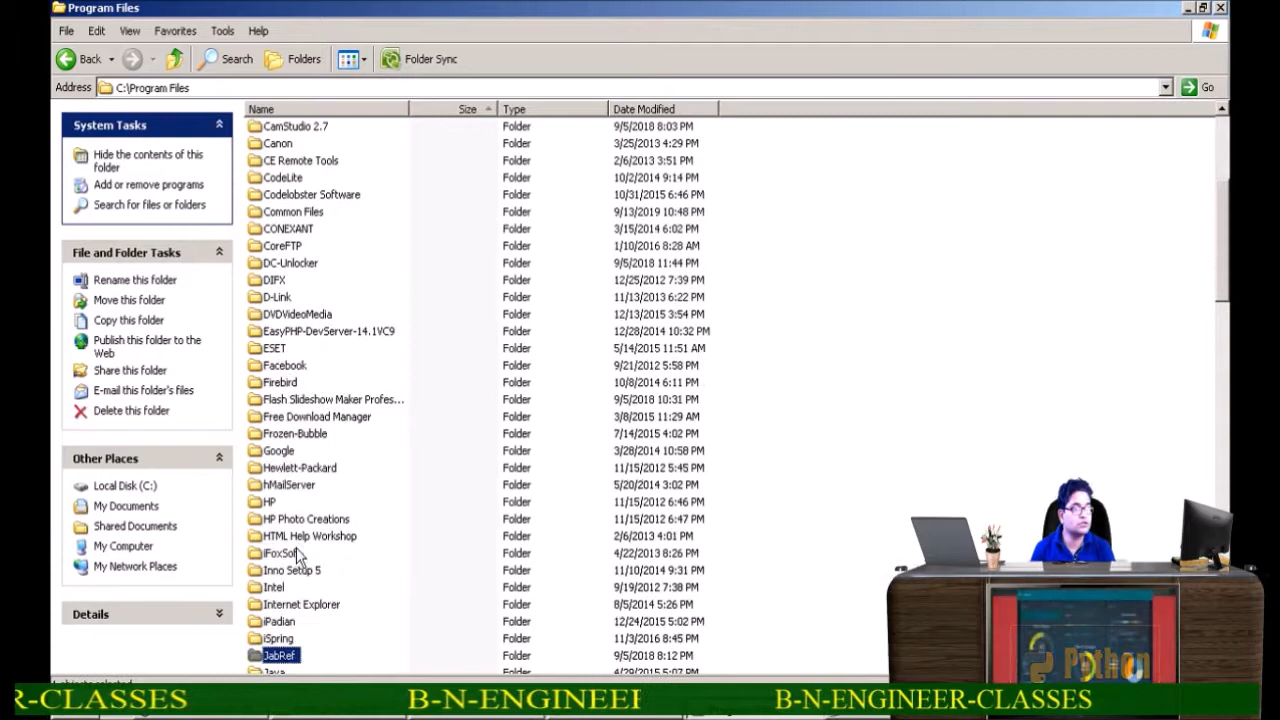 Program Files
File Edit View Favorites Tools Help
Back Search Folders Folder Sync
Address C:\Program Files Go
System Tasks
Hide the contents of this
folder
Add or remove programs
Search for files or folders
File and Folder Tasks
Rename this folder
Move this folder
Copy this folder
Publish this folder to the
Web
Share this folder
E-mail this folder's files
Delete this folder
Other Places
Local Disk (C:)
My Documents
Shared Documents
My Computer
My Network Places
Details
Name Size Type Date Modified
CamStudio 2.7 Folder 9/5/2018 8:03 PM
Canon Folder 3/25/2013 4:29 PM
CE Remote Tools Folder 2/6/2013 3:51 PM
CodeLite Folder 10/2/2014 9:14 PM
Codelobster Software Folder 10/31/2015 6:46 PM
Common Files Folder 9/13/2019 10:48 PM
CONEXANT Folder 3/15/2014 6:02 PM
CoreFTP Folder 1/10/2016 8:28 AM
DC-Unlocker Folder 9/5/2018 11:44 PM
DIFX Folder 12/25/2012 7:39 PM
D-Link Folder 11/13/2013 6:22 PM
DVDVideoMedia Folder 12/13/2015 3:54 PM
EasyPHP-DevServer-14.1VC9 Folder 12/28/2014 10:32 PM
ESET Folder 5/14/2015 11:51 AM
Facebook Folder 9/21/2012 5:58 PM
Firebird Folder 10/8/2014 6:11 PM
Flash Slideshow Maker Profes... Folder 9/5/2018 10:31 PM
Free Download Manager Folder 3/8/2015 11:29 AM
Frozen-Bubble Folder 7/14/2015 4:02 PM
Google Folder 3/28/2014 10:58 PM
Hewlett-Packard Folder 11/15/2012 5:45 PM
hMailServer Folder 5/20/2014 3:02 PM
HP Folder 11/15/2012 6:46 PM
HP Photo Creations Folder 11/15/2012 6:47 PM
HTML Help Workshop Folder 2/6/2013 4:01 PM
iFoxSoft Folder 4/22/2013 8:26 PM
Inno Setup 5 Folder 11/10/2014 9:31 PM
Intel Folder 9/19/2012 7:38 PM
Internet Explorer Folder 8/5/2014 5:26 PM
iPadian Folder 12/24/2015 5:02 PM
iSpring Folder 11/3/2016 8:45 PM
JabRef Folder 9/5/2018 8:12 PM
Java Folder 4/29/2015 5:07 PM
Python
R-CLASSES B-N-ENGINEER B-N-ENGINEER-CLASSES